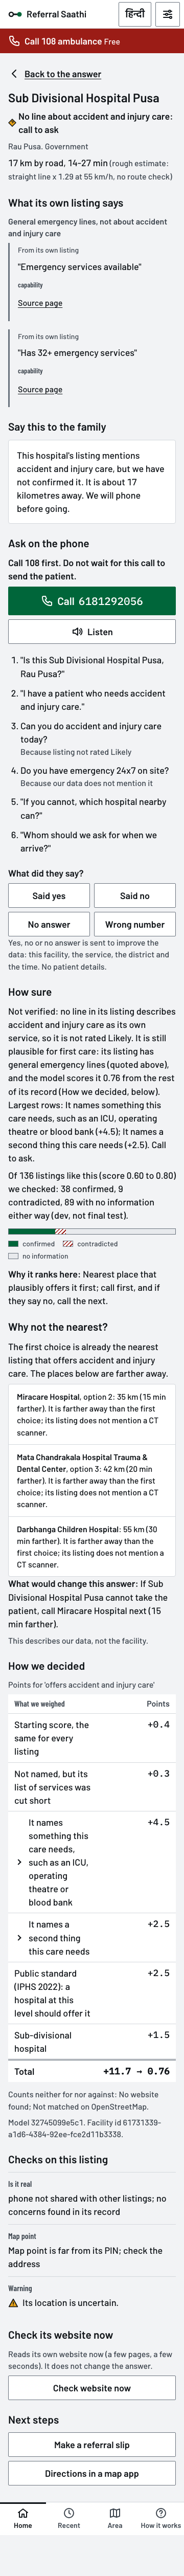 Referral Saathi
हिन्दी
Call 108 ambulance Free
Back to the answer
Sub Divisional Hospital Pusa
No line about accident and injury care:
call to ask
Rau Pusa. Government
17 km by road, 14-27 min (rough estimate:
straight line x 1.29 at 55 km/h, no route check)
What its own listing says
General emergency lines, not about accident
and injury care
From its own listing
"Emergency services available"
capability
Source page
From its own listing
"Has 32+ emergency services"
capability
Source page
Say this to the family
This hospital's listing mentions
accident and injury care, but we have
not confirmed it. It is about 17
kilometres away. We will phone
before going.
Ask on the phone
Call 108 first. Do not wait for this call to
send the patient.
Call 6181292056
Listen
1. "Is this Sub Divisional Hospital Pusa,
Rau Pusa?"
2. "I have a patient who needs accident
and injury care."
3. Can you do accident and injury care
today?
Because listing not rated Likely
4. Do you have emergency 24x7 on site?
Because our data does not mention it
5. "If you cannot, which hospital nearby
can?"
6. "Whom should we ask for when we
arrive?"
What did they say?
Said yes
Said no
No answer
Wrong number
Yes, no or no answer is sent to improve the
data: this facility, the service, the district and
the time. No patient details.
How sure
Not verified: no line in its listing describes
accident and injury care as its own
service, so it is not rated Likely. It is still
plausible for first care: its listing has
general emergency lines (quoted above),
and the model scores it 0.76 from the rest
of its record (How we decided, below).
Largest rows: It names something this
care needs, such as an ICU, operating
theatre or blood bank (+4.5); It names a
second thing this care needs (+2.5). Call
to ask.
Of 136 listings like this (score 0.60 to 0.80)
we checked: 38 confirmed, 9
contradicted, 89 with no information
either way (dev, not final test).
confirmed
contradicted
no information
Why it ranks here: Nearest place that
plausibly offers it first; call first, and if
they say no, call the next.
Why not the nearest?
The first choice is already the nearest
listing that offers accident and injury
care. The places below are farther away.
Miracare Hospital, option 2: 35 km (15 min
farther). It is farther away than the first
choice; its listing does not mention a CT
scanner.
Mata Chandrakala Hospital Trauma &
Dental Center, option 3: 42 km (20 min
farther). It is farther away than the first
choice; its listing does not mention a CT
scanner.
Darbhanga Children Hospital: 55 km (30
min farther). It is farther away than the
first choice; its listing does not mention a
CT scanner.
What would change this answer: If Sub
Divisional Hospital Pusa cannot take the
patient, call Miracare Hospital next (15
min farther).
This describes our data, not the facility.
How we decided
Points for 'offers accident and injury care'
What we weighed
Points
Starting score, the
same for every
listing
+0.4
Not named, but its
list of services was
cut short
+0.3
It names
something this
care needs,
such as an ICU,
operating
theatre or
blood bank
+4.5
It names a
second thing
this care needs
+2.5
Public standard
(IPHS 2022): a
hospital at this
level should offer it
+2.5
Sub-divisional
hospital
+1.5
Total
+11.7 → 0.76
Counts neither for nor against: No website
found; Not matched on OpenStreetMap.
Model 32745099e5c1. Facility id 61731339-
a1d6-4384-92ee-fce2d11b3338.
Checks on this listing
Is it real
phone not shared with other listings; no
concerns found in its record
Map point
Map point is far from its PIN; check the
address
Warning
Its location is uncertain.
Check its website now
Reads its own website now (a few pages, a few
seconds). It does not change the answer.
Check website now
Next steps
Make a referral slip
Directions in a map app
Home
Recent
Area
How it works